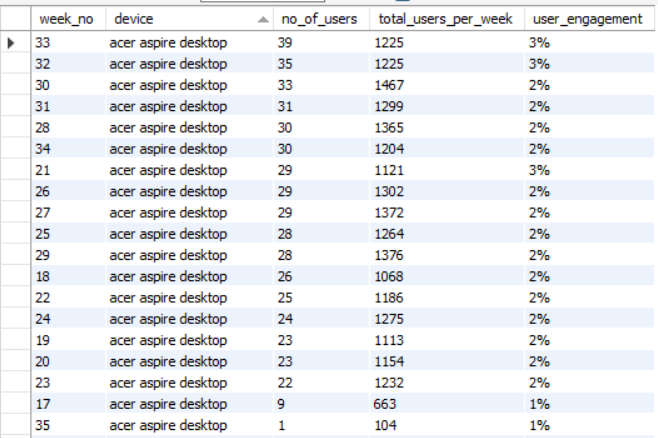 week_no device no_of_users total_users_per_week user_engagement
33 acer aspire desktop 39 1225 3%
32 acer aspire desktop 35 1225 3%
30 acer aspire desktop 33 1467 2%
31 acer aspire desktop 31 1299 2%
28 acer aspire desktop 30 1365 2%
34 acer aspire desktop 30 1204 2%
21 acer aspire desktop 29 1121 3%
26 acer aspire desktop 29 1302 2%
27 acer aspire desktop 29 1372 2%
25 acer aspire desktop 28 1264 2%
29 acer aspire desktop 28 1376 2%
18 acer aspire desktop 26 1068 2%
22 acer aspire desktop 25 1186 2%
24 acer aspire desktop 24 1275 2%
19 acer aspire desktop 23 1113 2%
20 acer aspire desktop 23 1154 2%
23 acer aspire desktop 22 1232 2%
17 acer aspire desktop 9 663 1%
35 acer aspire desktop 1 104 1%